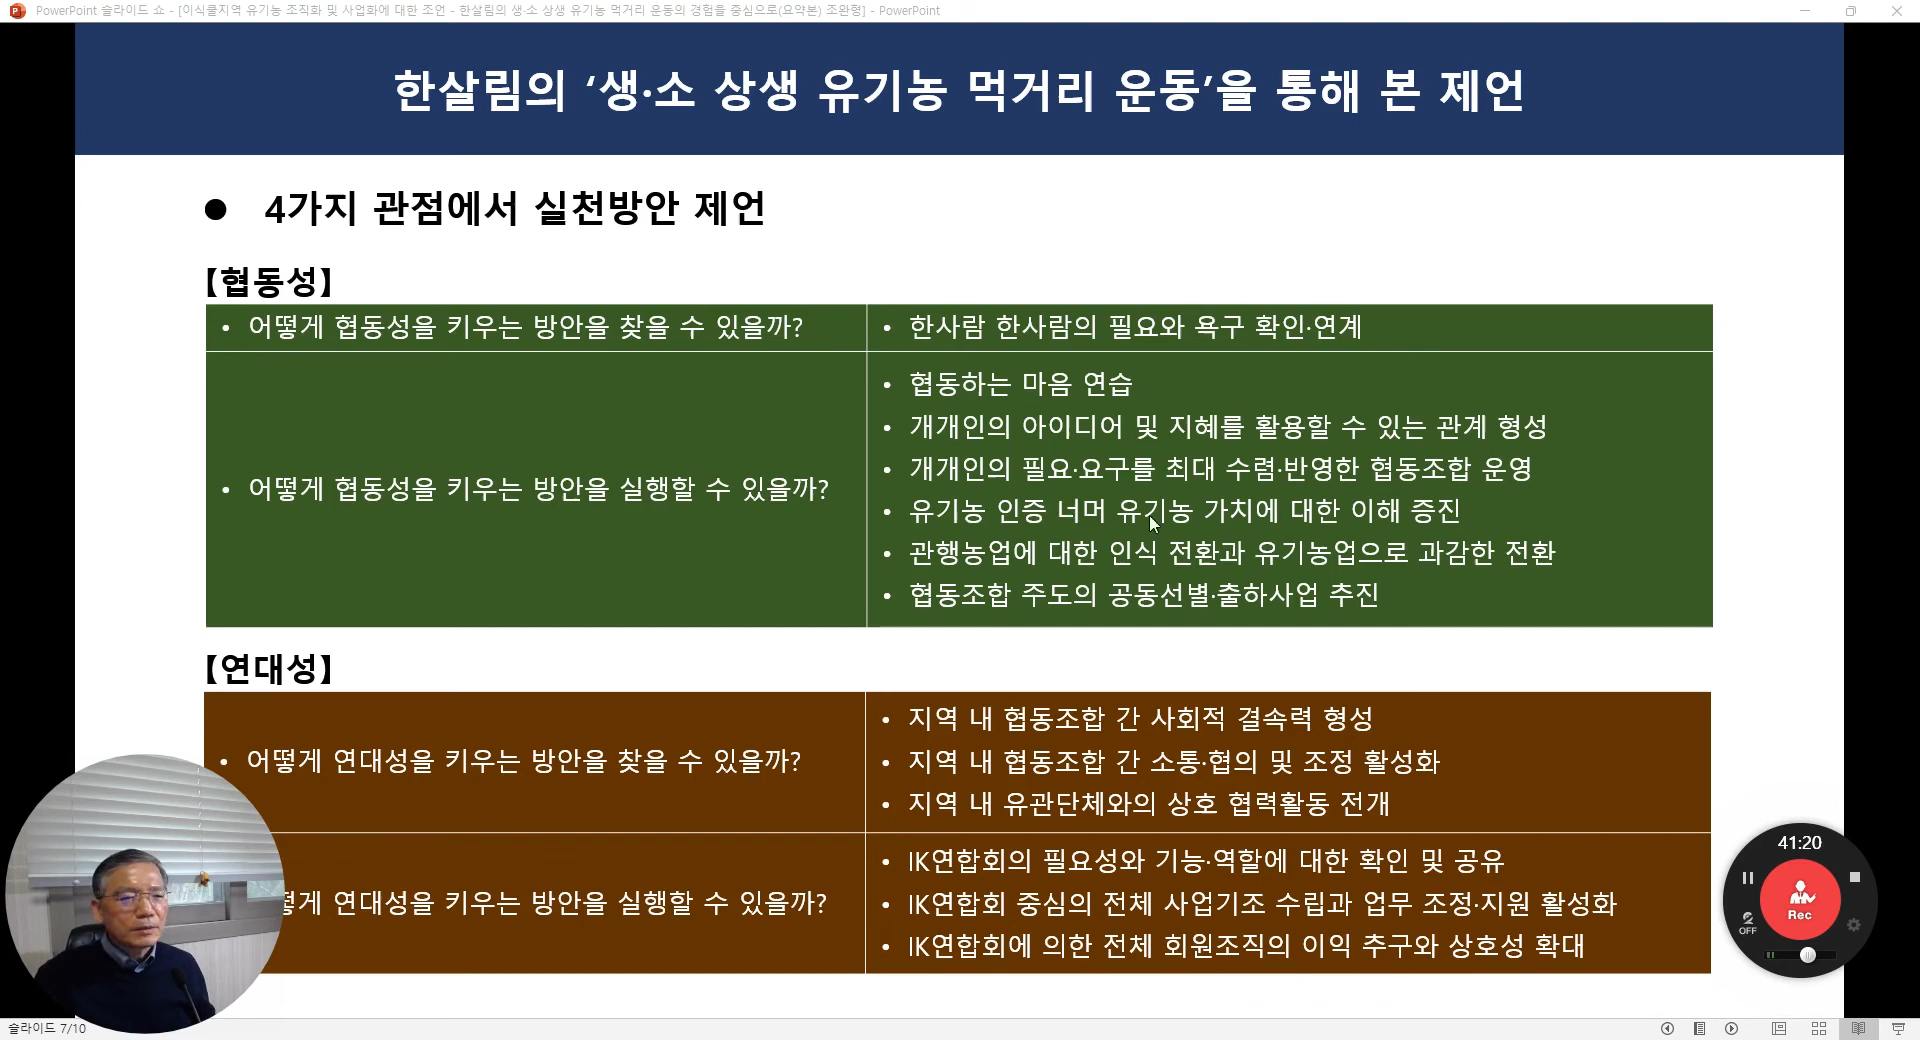 PowerPoint 슬라이드 쇼 - [이식쿨지역 유기농 조직화 및 사업화에 대한 조언 - 한살림의 생·소 상생 유기농 먹거리 운동의 경험을 중심으로(요약본) 조완형] - PowerPoint
한살림의 ‘생·소 상생 유기농 먹거리 운동’을 통해 본 제언
● 4가지 관점에서 실천방안 제언
【협동성】
• 어떻게 협동성을 키우는 방안을 찾을 수 있을까?
• 한사람 한사람의 필요와 욕구 확인·연계
• 어떻게 협동성을 키우는 방안을 실행할 수 있을까?
• 협동하는 마음 연습
• 개개인의 아이디어 및 지혜를 활용할 수 있는 관계 형성
• 개개인의 필요·요구를 최대 수렴·반영한 협동조합 운영
• 유기농 인증 너머 유기농 가치에 대한 이해 증진
• 관행농업에 대한 인식 전환과 유기농업으로 과감한 전환
• 협동조합 주도의 공동선별·출하사업 추진
【연대성】
• 어떻게 연대성을 키우는 방안을 찾을 수 있을까?
• 지역 내 협동조합 간 사회적 결속력 형성
• 지역 내 협동조합 간 소통·협의 및 조정 활성화
• 지역 내 유관단체와의 상호 협력활동 전개
떻게 연대성을 키우는 방안을 실행할 수 있을까?
• IK연합회의 필요성와 기능·역할에 대한 확인 및 공유
• IK연합회 중심의 전체 사업기조 수립과 업무 조정·지원 활성화
• IK연합회에 의한 전체 회원조직의 이익 추구와 상호성 확대
41:20
Rec
OFF
슬라이드 7/10